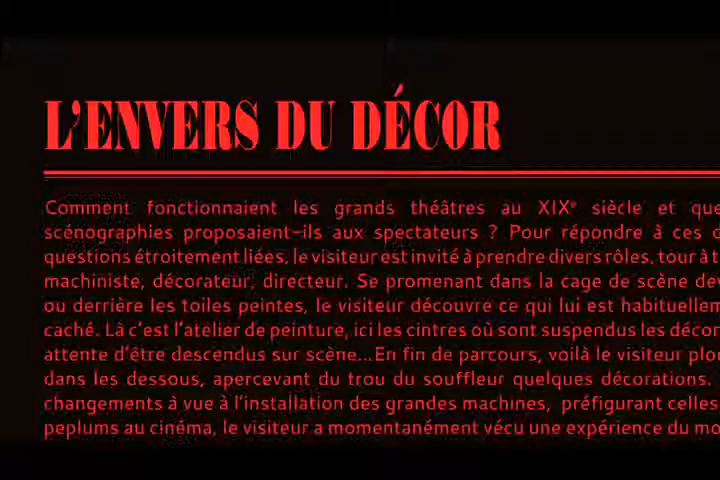 L'ENVERS DU DÉCOR
Comment fonctionnaient les grands théâtres au XIXᵉ siècle et
scénographies proposaient-ils aux spectateurs ? Pour répondre à ces
questions étroitement liées, le visiteur est invité à prendre divers rôles, tour à
machiniste, décorateur, directeur. Se promenant dans la cage de scène
ou derrière les toiles peintes, le visiteur découvre ce qui lui est
caché. Là c'est l'atelier de peinture, ici les cintres où sont suspendus les
attente d'être descendus sur scène...En fin de parcours, voilà le visiteur
dans les dessous, apercevant du trou du souffleur quelques décorations.
changements à vue à l'installation des grandes machines, préfigurant celles
peplums au cinéma, le visiteur a momentanément vécu une expérience du